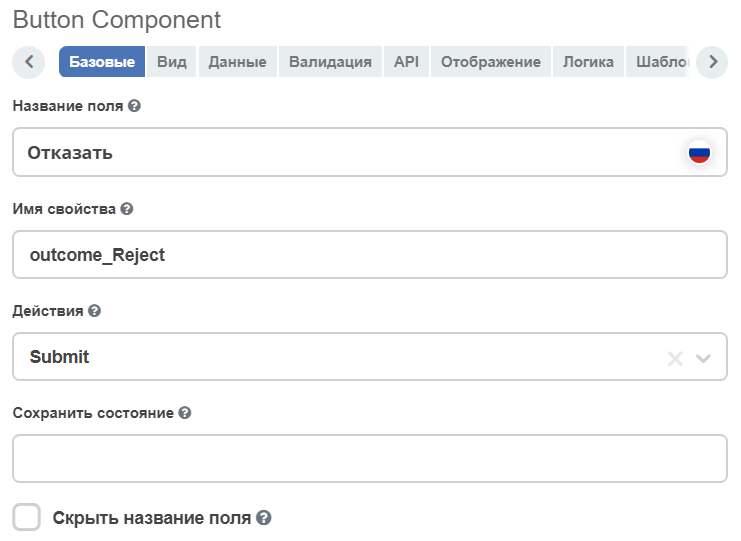 Button Component
Базовые Вид Данные Валидация API Отображение Логика Шабло
Название поля
Отказать
Имя свойства
outcome_Reject
Действия
Submit
Сохранить состояние
Скрыть название поля